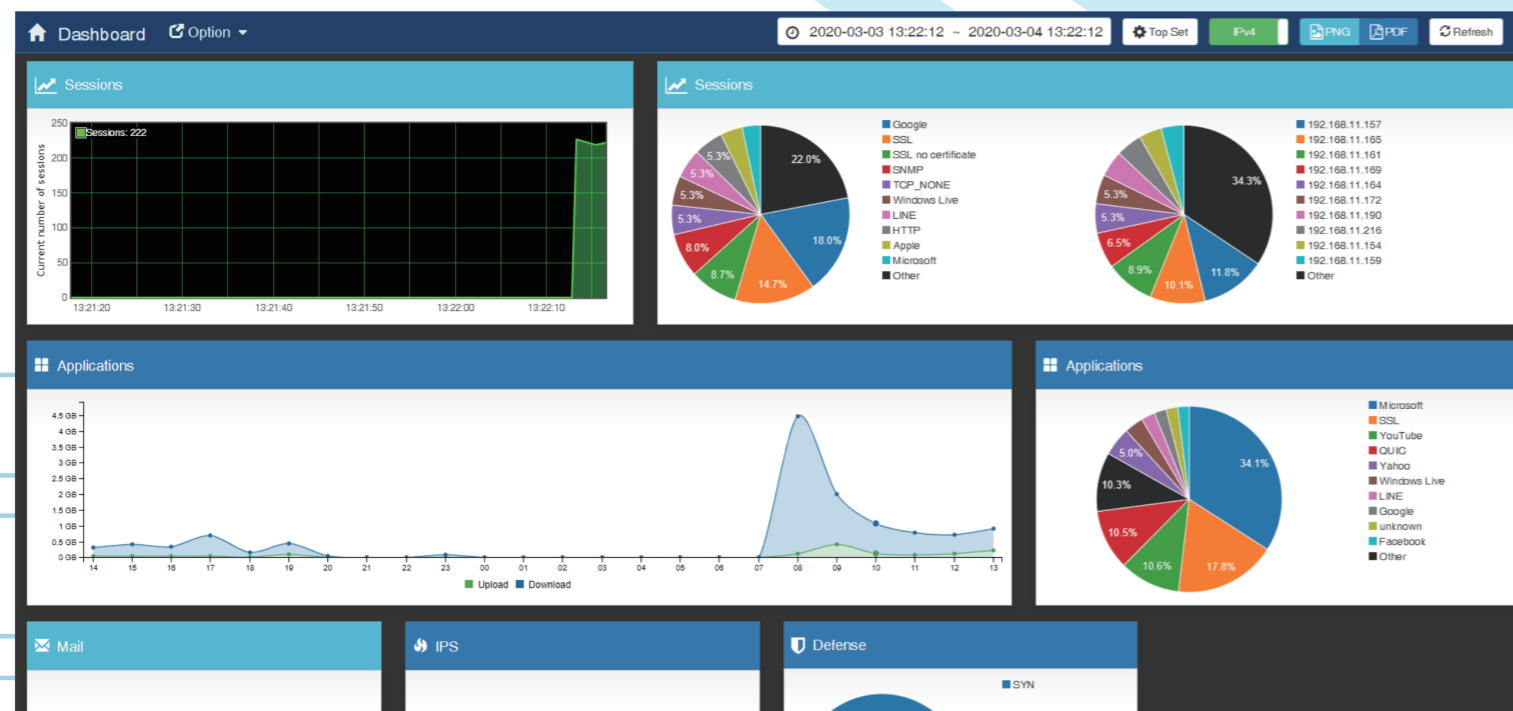 Dashboard Option 2020-03-03 13:22:12 ~ 2020-03-04 13:22:12 Top Set IPv4 PNG PDF Refresh
Sessions
250
200
150
100
50
0
Current number of sessions
Sessions: 222
13:21:20 13:21:30 13:21:40 13:21:50 13:22:00 13:22:10
Sessions
22.0%
18.0%
14.7%
8.7%
8.0%
5.3%
5.3%
5.3%
5.3%
Google
SSL
SSL no certificate
SNMP
TCP_NONE
Windows Live
LINE
HTTP
Apple
Microsoft
Other
34.3%
11.8%
10.1%
8.9%
6.5%
5.3%
5.3%
192.168.11.157
192.168.11.165
192.168.11.161
192.168.11.169
192.168.11.164
192.168.11.172
192.168.11.190
192.168.11.216
192.168.11.154
192.168.11.159
Other
Applications
4.5 GB
4 GB
3.5 GB
3 GB
2.5 GB
2 GB
1.5 GB
1 GB
0.5 GB
0 GB
14 15 16 17 18 19 20 21 22 23 00 01 02 03 04 05 06 07 08 09 10 11 12 13
Upload Download
Applications
34.1%
17.8%
10.6%
10.5%
10.3%
5.0%
Microsoft
SSL
YouTube
QUIC
Yahoo
Windows Live
LINE
Google
unknown
Facebook
Other
Mail
IPS
Defense
SYN